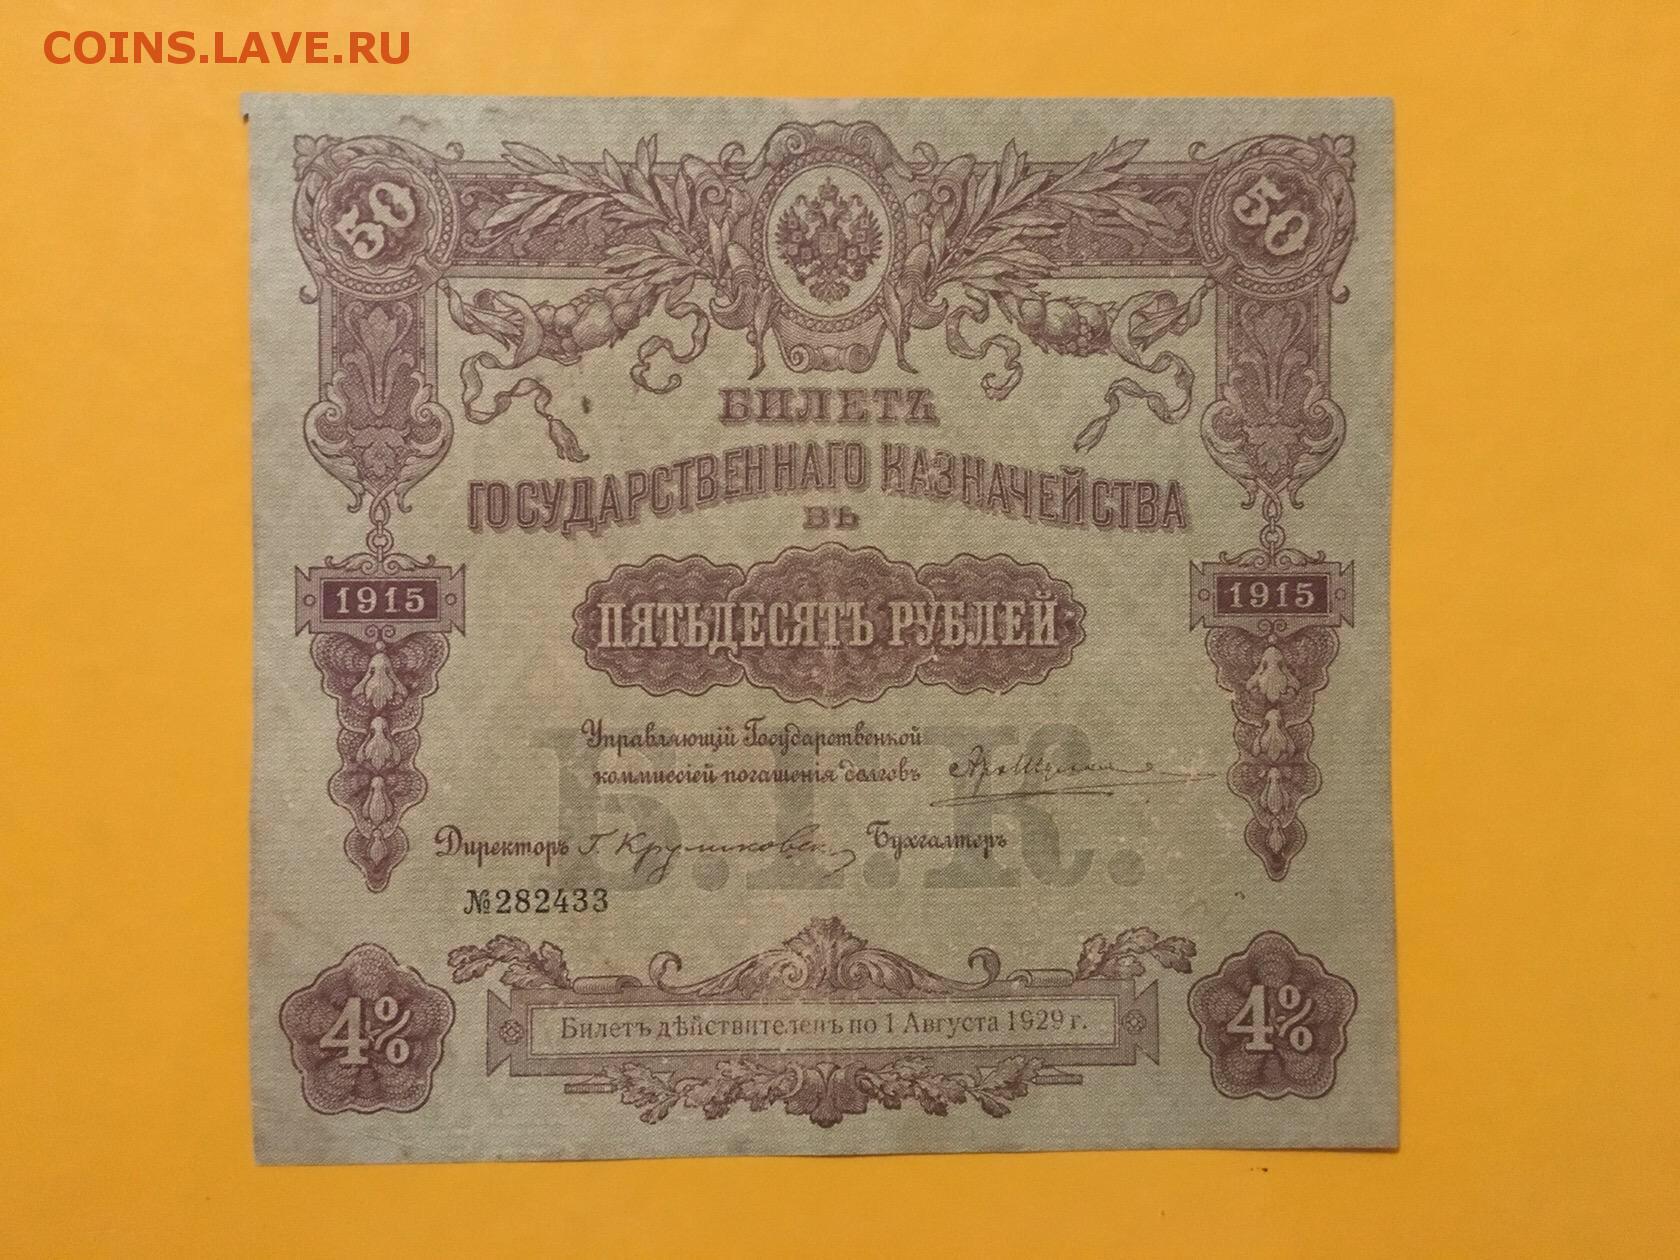 COINS.LAVE.RU
50 50
БИЛЕТЪ
ГОСУДАРСТВЕННАГО КАЗНАЧЕЙСТВА
ВЪ
1915 1915
ПЯТЬДЕСЯТЪ РУБЛЕЙ
Управляющій Государственной
коммиссіей погашенія долговъ
Б.Г.К.
Директоръ Бухгалтеръ
№282433
4% 4%
Билетъ дѣйствителенъ по 1 Августа 1929 г.